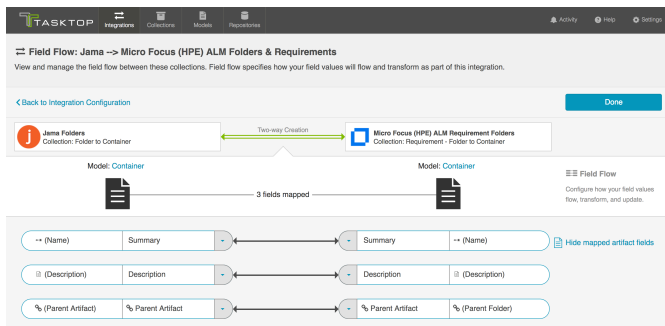 TASKTOP
Integrations
Collections
Models
Repositories
Activity
Help
Settings
Field Flow: Jama --> Micro Focus (HPE) ALM Folders & Requirements
View and manage the field flow between these collections. Field flow specifies how your field values will flow and transform as part of this integration.
Back to Integration Configuration
Done
Jama Folders
Collection: Folder to Container
Two-way Creation
Micro Focus (HPE) ALM Requirement Folders
Collection: Requirement - Folder to Container
Model: Container
Model: Container
3 fields mapped
Field Flow
Configure how your field values
flow, transform, and update.
(Name) Summary Summary (Name)
Hide mapped artifact fields
(Description) Description Description (Description)
(Parent Artifact) Parent Artifact Parent Artifact (Parent Folder)